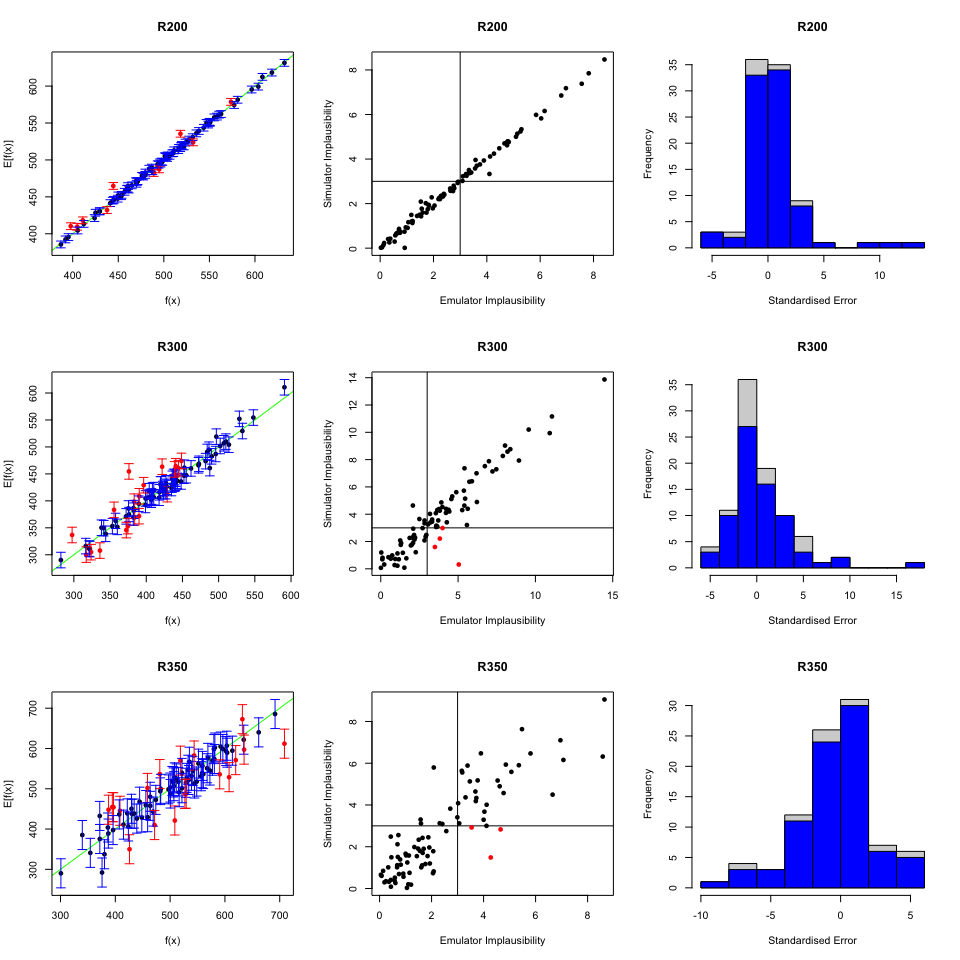 R200 R200 R200
600
550
500
450
400
E[f(x)]
400 450 500 550 600
f(x)
8
6
4
2
0
Simulator Implausibility
0 2 4 6 8
Emulator Implausibility
35
25
15
10
5
0
Frequency
-5 0 5 10
Standardised Error
R300 R300 R300
600
550
500
450
400
350
300
E[f(x)]
300 350 400 450 500 550 600
f(x)
14
12
10
8
6
4
2
0
Simulator Implausibility
0 5 10 15
Emulator Implausibility
35
25
15
10
5
0
Frequency
-5 0 5 10 15
Standardised Error
R350 R350 R350
700
600
500
400
300
E[f(x)]
300 400 500 600 700
f(x)
8
6
4
2
0
Simulator Implausibility
0 2 4 6 8
Emulator Implausibility
30
25
20
15
10
5
0
Frequency
-10 -5 0 5
Standardised Error